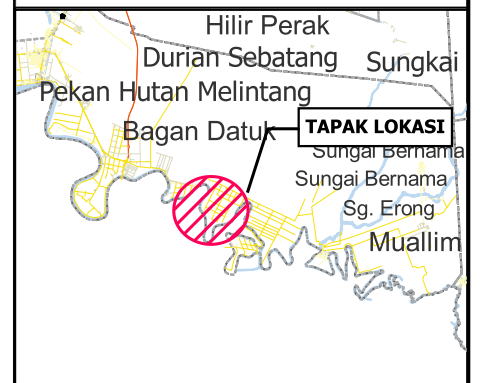 Hilir Perak
Durian Sebatang
Sungkai
Pekan Hutan Melintang
Bagan Datuk
TAPAK LOKASI
Sungai Bernama
Sungai Bernama
Sg. Erong
Muallim